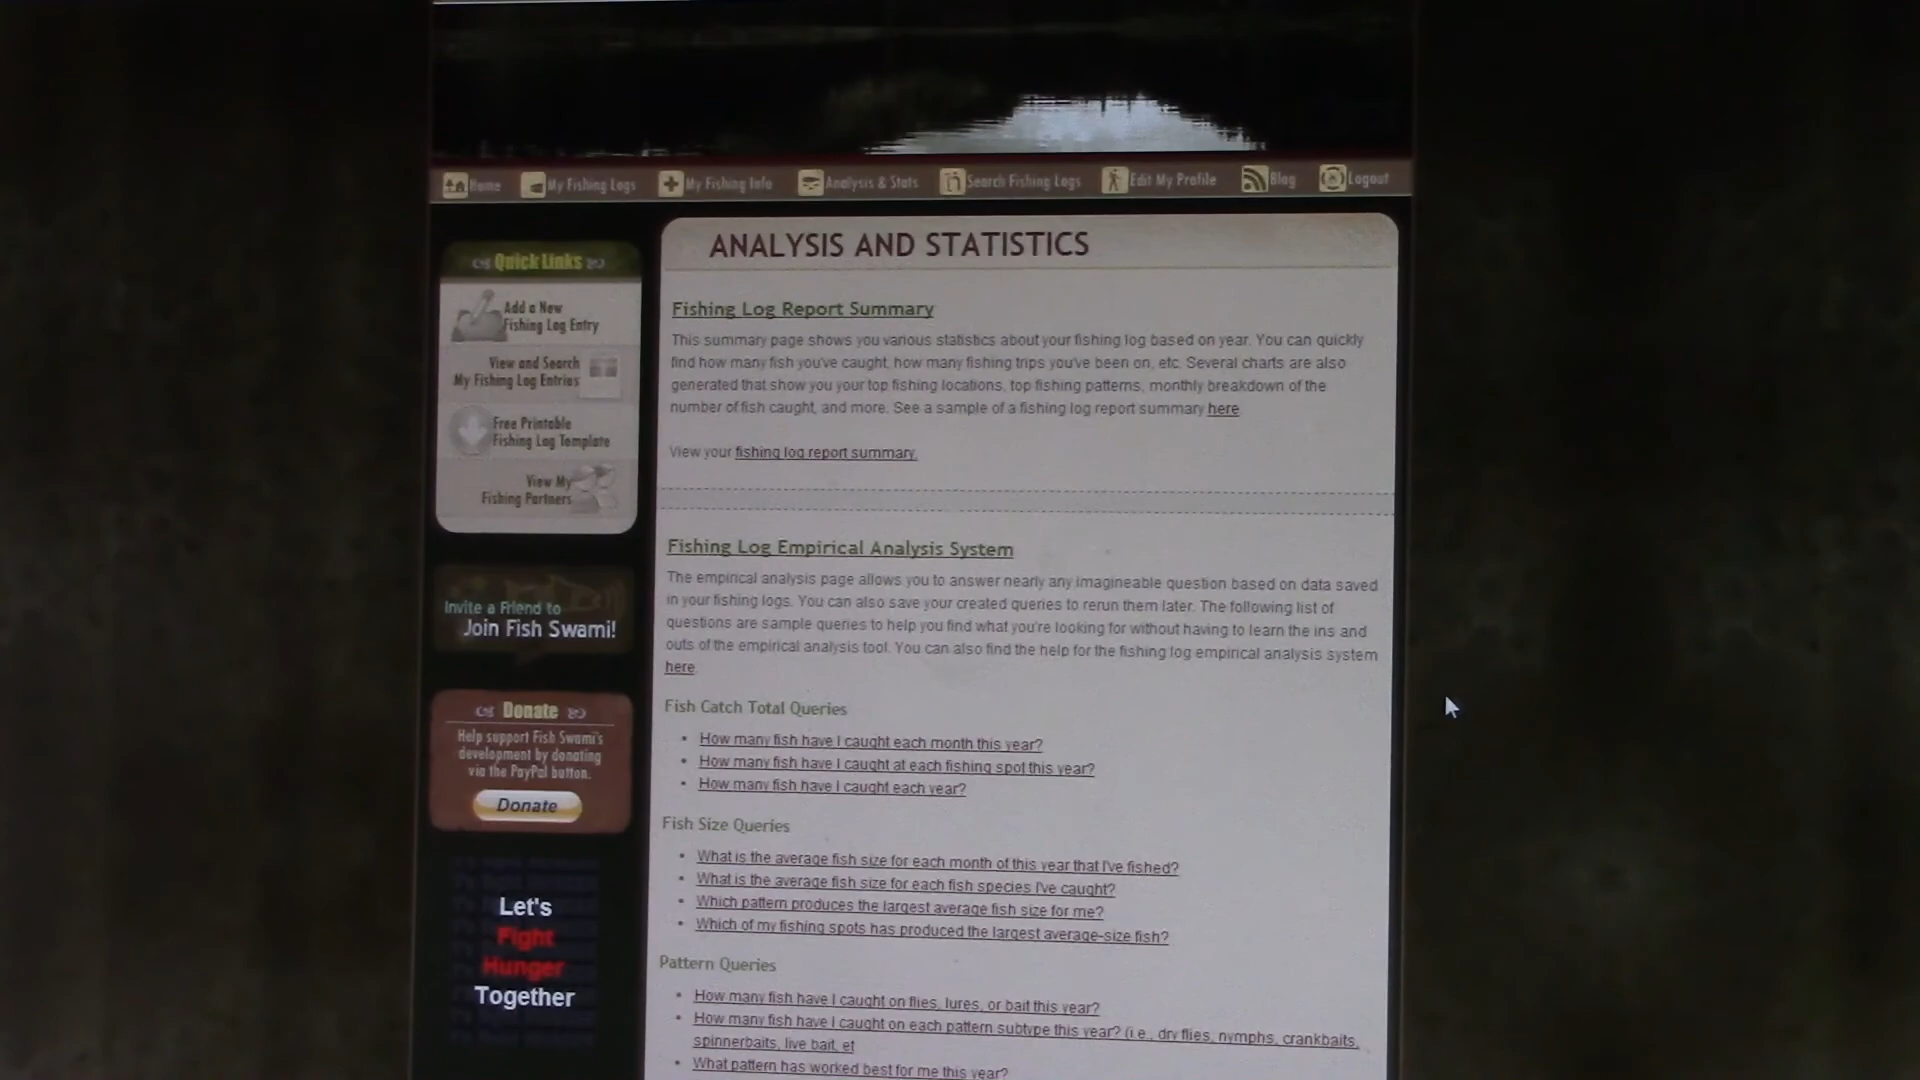 Home My Fishing Logs My Fishing Info Analysis & Stats Search Fishing Logs Edit My Profile Blog Logout
Quick Links
Add a New
Fishing Log Entry
View and Search
My Fishing Log Entries
Free Printable
Fishing Log Template
View My
Fishing Partners
Invite a Friend to
Join Fish Swami!
Donate
Help support Fish Swami's
development by donating
via the PayPal button.
Donate
Let's
Fight
Hunger
Together
ANALYSIS AND STATISTICS
Fishing Log Report Summary
This summary page shows you various statistics about your fishing log based on year. You can quickly
find how many fish you've caught, how many fishing trips you've been on, etc. Several charts are also
generated that show you your top fishing locations, top fishing patterns, monthly breakdown of the
number of fish caught, and more. See a sample of a fishing log report summary here
View your fishing log report summary.
Fishing Log Empirical Analysis System
The empirical analysis page allows you to answer nearly any imagineable question based on data saved
in your fishing logs. You can also save your created queries to rerun them later. The following list of
questions are sample queries to help you find what you're looking for without having to learn the ins and
outs of the empirical analysis tool. You can also find the help for the fishing log empirical analysis system
here.
Fish Catch Total Queries
• How many fish have I caught each month this year?
• How many fish have I caught at each fishing spot this year?
• How many fish have I caught each year?
Fish Size Queries
• What is the average fish size for each month of this year that I've fished?
• What is the average fish size for each fish species I've caught?
• Which pattern produces the largest average fish size for me?
• Which of my fishing spots has produced the largest average-size fish?
Pattern Queries
• How many fish have I caught on flies, lures, or bait this year?
• How many fish have I caught on each pattern subtype this year? (i.e., dry flies, nymphs, crankbaits,
spinnerbaits, live bait, et
• What pattern has worked best for me this year?